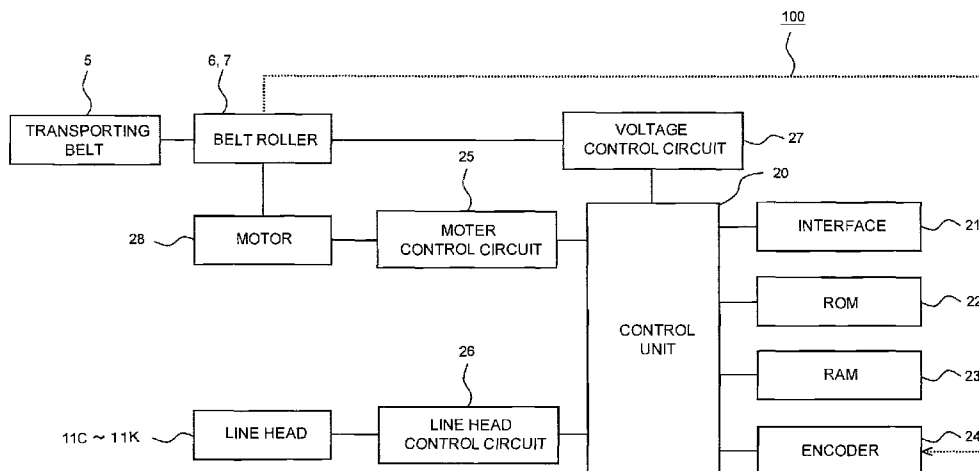 100
5
6, 7
TRANSPORTING
BELT
BELT ROLLER
VOLTAGE
CONTROL CIRCUIT
27
25
20
28
MOTOR
MOTER
CONTROL CIRCUIT
INTERFACE
21
ROM
22
CONTROL
UNIT
26
RAM
23
11C ~ 11K
LINE HEAD
LINE HEAD
CONTROL CIRCUIT
ENCODER
24